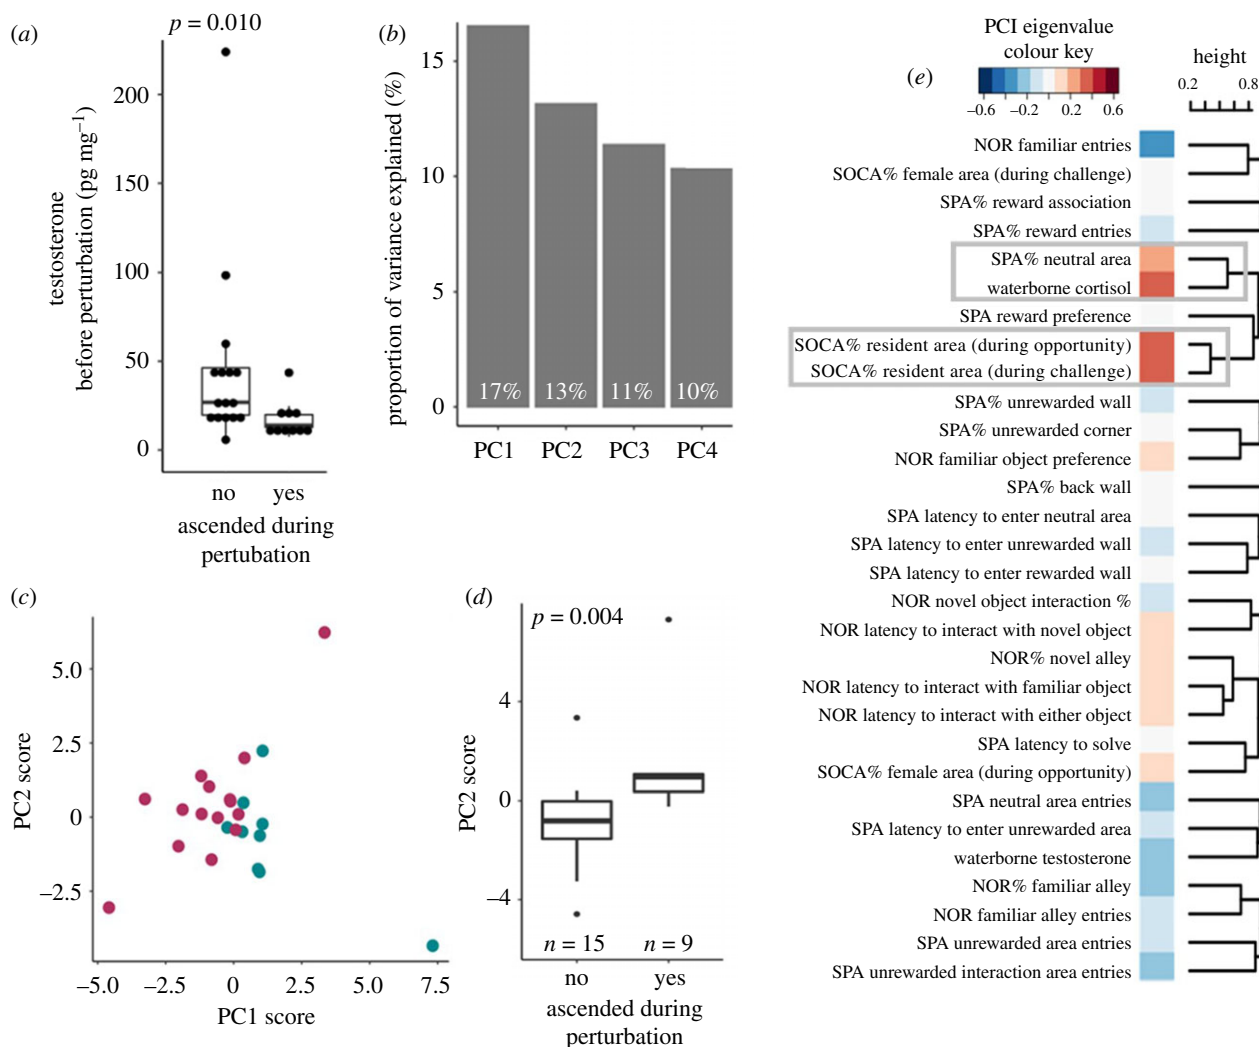 (a)
p = 0.010
testosterone
before perturbation (pg mg−1)
200
150
100
50
0
no yes
ascended during
pertubation
(b)
proportion of variance explained (%)
15
10
5
0
17% 13% 11% 10%
PC1 PC2 PC3 PC4
(c)
PC2 score
5.0
2.5
0
−2.5
−5.0 −2.5 0 2.5 5.0 7.5
PC1 score
(d)
p = 0.004
PC2 score
4
0
−4
n = 15 n = 9
no yes
ascended during
perturbation
(e)
PCI eigenvalue
colour key
−0.6 −0.2 0.2 0.6
height
0.2 0.8
NOR familiar entries
SOCA% female area (during challenge)
SPA% reward association
SPA% reward entries
SPA% neutral area
waterborne cortisol
SPA reward preference
SOCA% resident area (during opportunity)
SOCA% resident area (during challenge)
SPA% unrewarded wall
SPA% unrewarded corner
NOR familiar object preference
SPA% back wall
SPA latency to enter neutral area
SPA latency to enter unrewarded wall
SPA latency to enter rewarded wall
NOR novel object interaction %
NOR latency to interact with novel object
NOR% novel alley
NOR latency to interact with familiar object
NOR latency to interact with either object
SPA latency to solve
SOCA% female area (during opportunity)
SPA neutral area entries
SPA latency to enter unrewarded area
waterborne testosterone
NOR% familiar alley
NOR familiar alley entries
SPA unrewarded area entries
SPA unrewarded interaction area entries